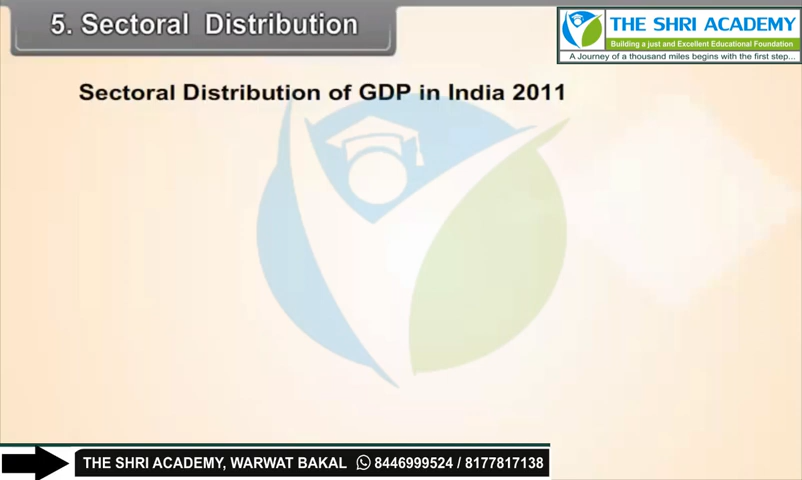 5. Sectoral Distribution
THE SHRI ACADEMY
Building a just and Excellent Educational Foundation
A Journey of a thousand miles begins with the first step...
Sectoral Distribution of GDP in India 2011
THE SHRI ACADEMY, WARWAT BAKAL 8446999524 / 8177817138